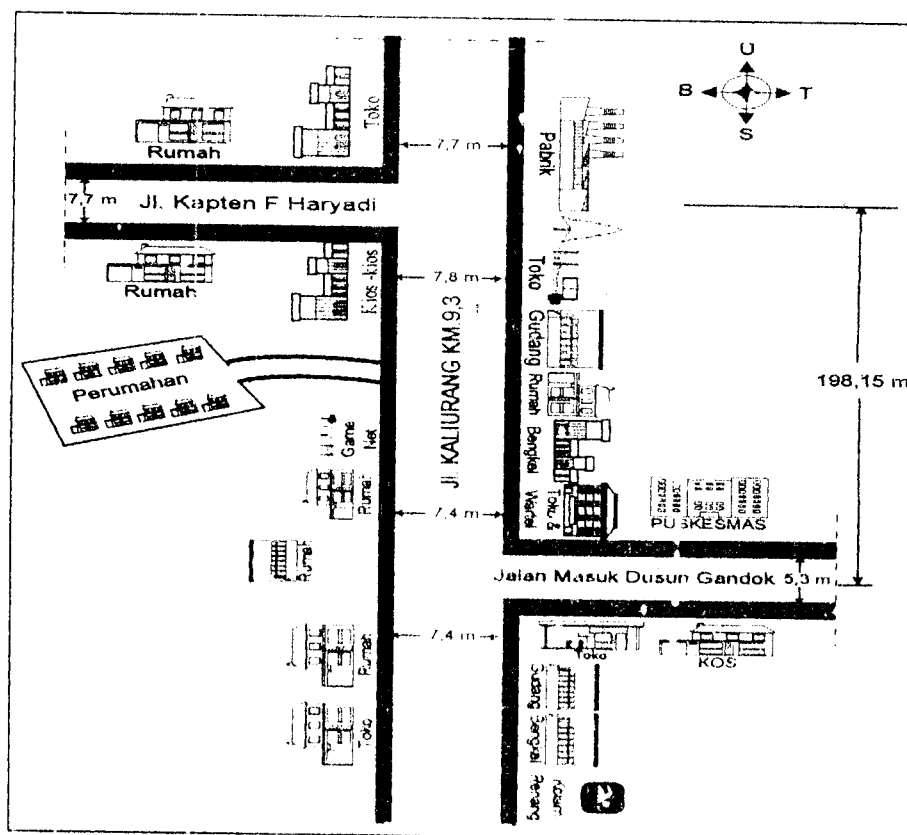 U
B T
S
Toko
Rumah
7,7 m
Pabrik
7,7 m
Jl. Kapten F Haryadi
Rumah
Kios-kios
7,8 m
Toko
JL. KALIURANG KM 9,3
Gudang
Perumahan
198,15 m
Rumah
Game
Net
Bengkel
Rumah
7,4 m
Toko &
Wartel
PUSKESMAS
Jalan Masuk Dusun Gandok 5,3 m
7,4 m
Rumah
Toko
KOS
Gudang
Toko
Bengkel
Kolam
Renang